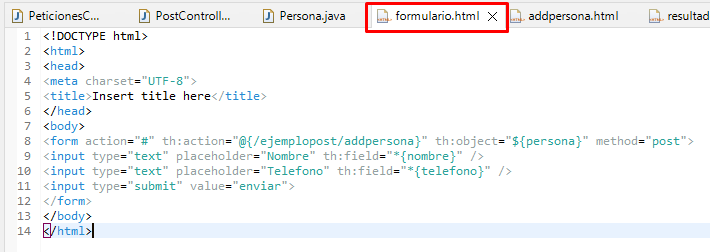 PeticionesC... PostControll... Persona.java formulario.html addpersona.html resultad
1 <!DOCTYPE html>
2 <html>
3 <head>
4 <meta charset="UTF-8">
5 <title>Insert title here</title>
6 </head>
7 <body>
8 <form action="#" th:action="@{/ejemplopost/addpersona}" th:object="${persona}" method="post">
9 <input type="text" placeholder="Nombre" th:field="*{nombre}" />
10 <input type="text" placeholder="Telefono" th:field="*{telefono}" />
11 <input type="submit" value="enviar">
12 </form>
13 </body>
14 </html>